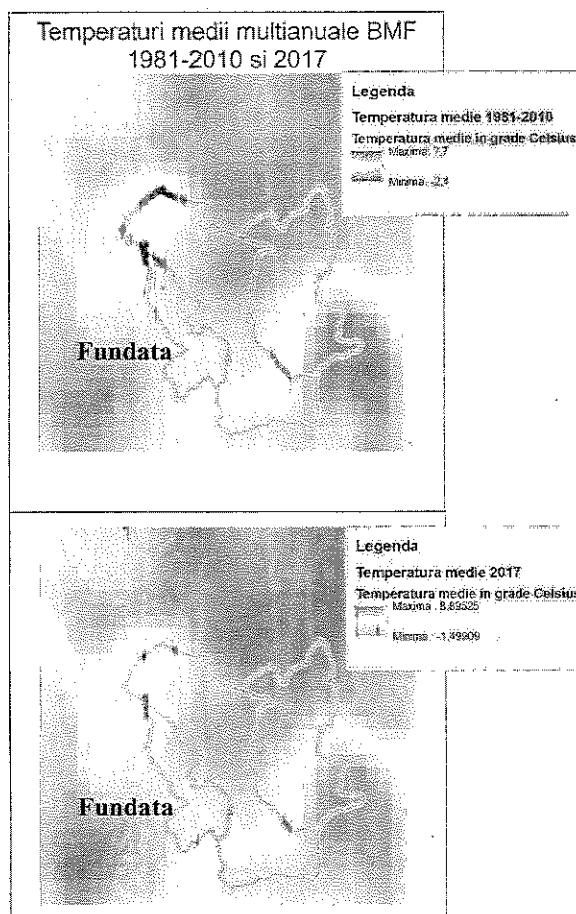 Temperaturi medii multianuale BMF
1981-2010 si 2017
Legenda
Temperatura medie 1981-2010
Temperatura medie in grade Celsius
Maxima: 7,7
Minima: -2,3
Fundata
Legenda
Temperatura medie 2017
Temperatura medie in grade Celsius
Maxima : 8,89525
Minima : -1,49909
Fundata